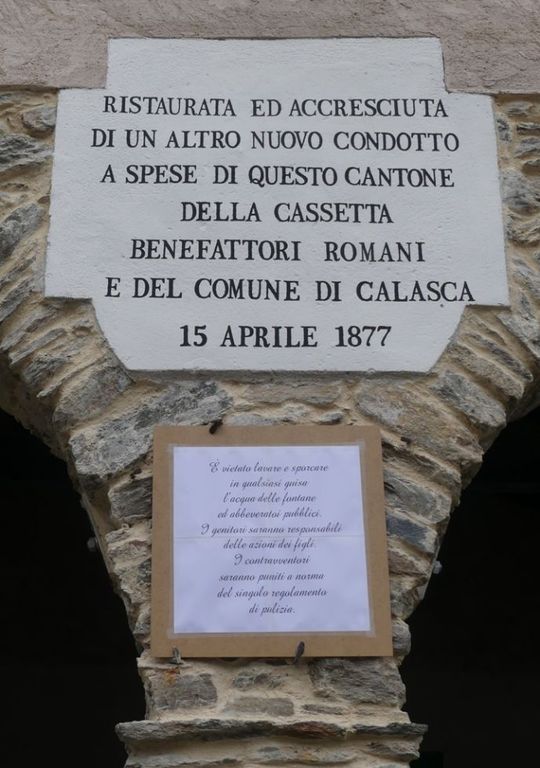 RISTAURATA ED ACCRESCIUTA
DI UN ALTRO NUOVO CONDOTTO
A SPESE DI QUESTO CANTONE
DELLA CASSETTA
BENEFATTORI ROMANI
E DEL COMUNE DI CALASCA
15 APRILE 1877
È vietato lavare e sporcare
in qualsiasi guisa
l'acqua delle fontane
ed abbeveratoi pubblici.
I genitori saranno responsabili
delle azioni dei figli.
I contravventori
saranno puniti a norma
del singolo regolamento
di pulizia.